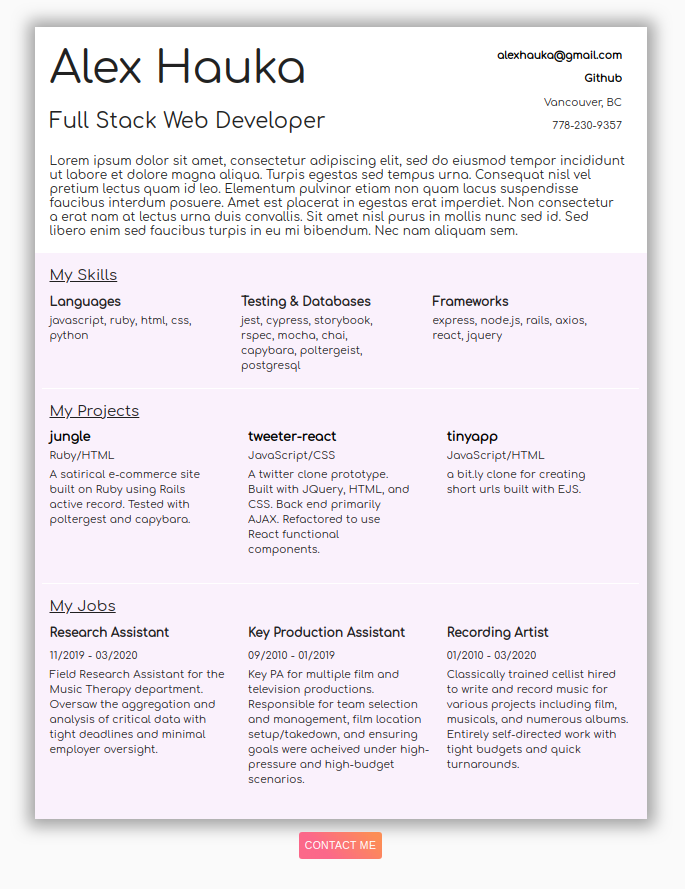 Alex Hauka
Full Stack Web Developer
alexhauka@gmail.com
Github
Vancouver, BC
778-230-9357
Lorem ipsum dolor sit amet, consectetur adipiscing elit, sed do eiusmod tempor incididunt
ut labore et dolore magna aliqua. Turpis egestas sed tempus urna. Consequat nisl vel
pretium lectus quam id leo. Elementum pulvinar etiam non quam lacus suspendisse
faucibus interdum posuere. Amet est placerat in egestas erat imperdiet. Non consectetur
a erat nam at lectus urna duis convallis. Sit amet nisl purus in mollis nunc sed id. Sed
libero enim sed faucibus turpis in eu mi bibendum. Nec nam aliquam sem.
My Skills
Languages
javascript, ruby, html, css,
python
Testing & Databases
jest, cypress, storybook,
rspec, mocha, chai,
capybara, poltergeist,
postgresql
Frameworks
express, node.js, rails, axios,
react, jquery
My Projects
jungle
Ruby/HTML
A satirical e-commerce site
built on Ruby using Rails
active record. Tested with
poltergest and capybara.
tweeter-react
JavaScript/CSS
A twitter clone prototype.
Built with JQuery, HTML, and
CSS. Back end primarily
AJAX. Refactored to use
React functional
components.
tinyapp
JavaScript/HTML
a bit.ly clone for creating
short urls built with EJS.
My Jobs
Research Assistant
11/2019 - 03/2020
Field Research Assistant for the
Music Therapy department.
Oversaw the aggregation and
analysis of critical data with
tight deadlines and minimal
employer oversight.
Key Production Assistant
09/2010 - 01/2019
Key PA for multiple film and
television productions.
Responsible for team selection
and management, film location
setup/takedown, and ensuring
goals were acheived under high-
pressure and high-budget
scenarios.
Recording Artist
01/2010 - 03/2020
Classically trained cellist hired
to write and record music for
various projects including film,
musicals, and numerous albums.
Entirely self-directed work with
tight budgets and quick
turnarounds.
CONTACT ME